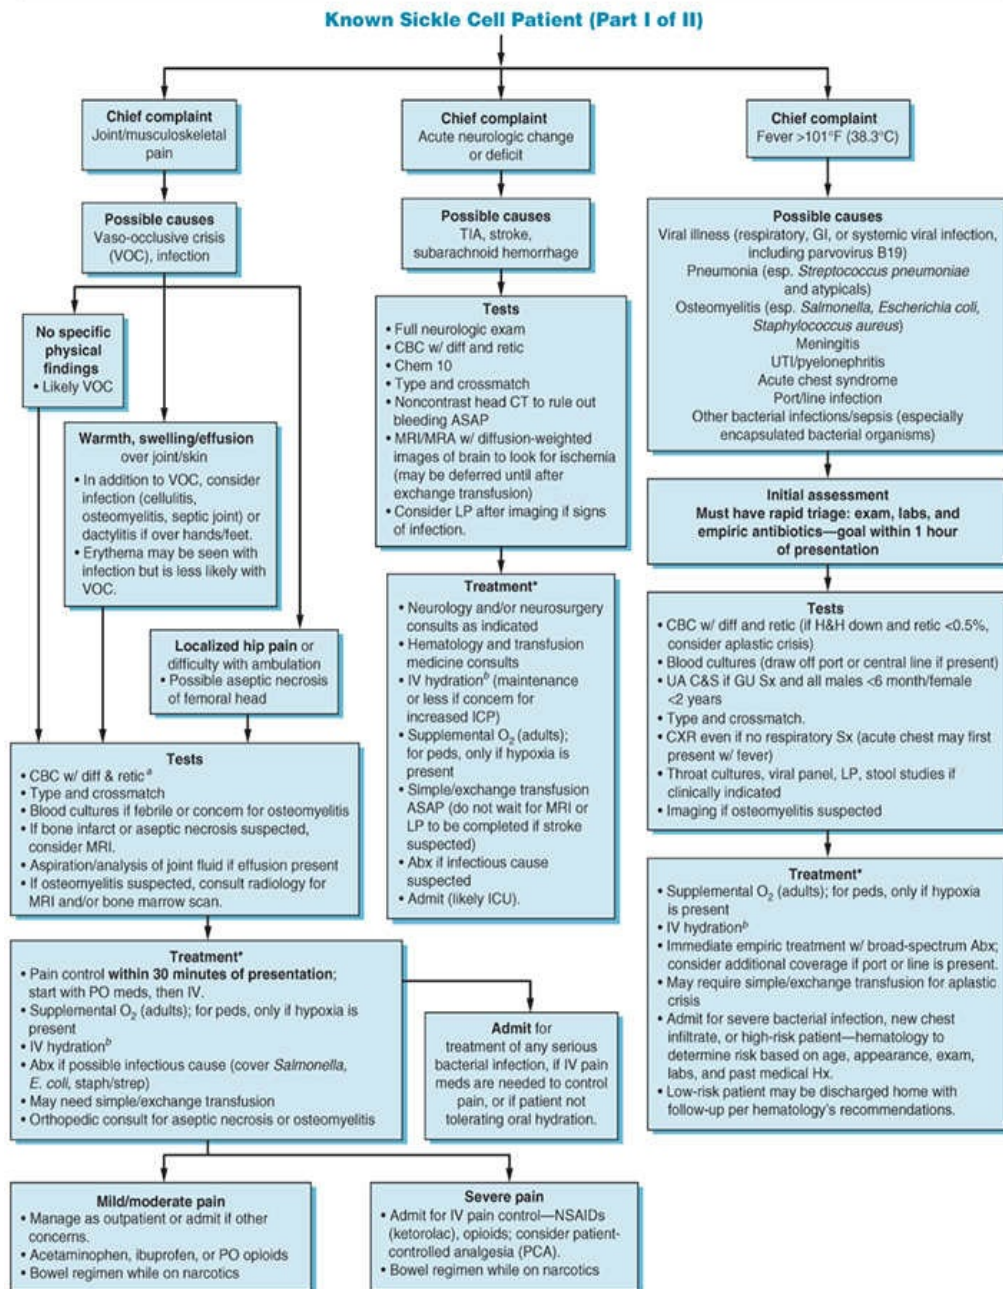 Known Sickle Cell Patient (Part I of II)
Chief complaint
Joint/musculoskeletal
pain
Possible causes
Vaso-occlusive crisis
(VOC), infection
No specific
physical
findings
• Likely VOC
Warmth, swelling/effusion
over joint/skin
• In addition to VOC, consider
infection (cellulitis,
osteomyelitis, septic joint) or
dactylitis if over hands/feet.
• Erythema may be seen with
infection but is less likely with
VOC.
Localized hip pain or
difficulty with ambulation
• Possible aseptic necrosis
of femoral head
Tests
• CBC w/ diff & retic a
• Type and crossmatch
• Blood cultures if febrile or concern for osteomyelitis
• If bone infarct or aseptic necrosis suspected,
consider MRI.
• Aspiration/analysis of joint fluid if effusion present
• If osteomyelitis suspected, consult radiology for
MRI and/or bone marrow scan.
Treatment*
• Pain control within 30 minutes of presentation;
start with PO meds, then IV.
• Supplemental O2 (adults); for peds, only if hypoxia is
present
• IV hydration b
• Abx if possible infectious cause (cover Salmonella,
E. coli, staph/strep)
• May need simple/exchange transfusion
• Orthopedic consult for aseptic necrosis or osteomyelitis
Admit for
treatment of any serious
bacterial infection, if IV pain
meds are needed to control
pain, or if patient not
tolerating oral hydration.
Mild/moderate pain
• Manage as outpatient or admit if other
concerns.
• Acetaminophen, ibuprofen, or PO opioids
• Bowel regimen while on narcotics
Severe pain
• Admit for IV pain control—NSAIDs
(ketorolac), opioids; consider patient-
controlled analgesia (PCA).
• Bowel regimen while on narcotics
Chief complaint
Acute neurologic change
or deficit
Possible causes
TIA, stroke,
subarachnoid hemorrhage
Tests
• Full neurologic exam
• CBC w/ diff and retic
• Chem 10
• Type and crossmatch
• Noncontrast head CT to rule out
bleeding ASAP
• MRI/MRA w/ diffusion-weighted
images of brain to look for ischemia
(may be deferred until after
exchange transfusion)
• Consider LP after imaging if signs
of infection.
Treatment*
• Neurology and/or neurosurgery
consults as indicated
• Hematology and transfusion
medicine consults
• IV hydration b (maintenance
or less if concern for
increased ICP)
• Supplemental O2 (adults);
for peds, only if hypoxia is
present
• Simple/exchange transfusion
ASAP (do not wait for MRI or
LP to be completed if stroke
suspected)
• Abx if infectious cause
suspected
• Admit (likely ICU).
Chief complaint
Fever >101°F (38.3°C)
Possible causes
Viral illness (respiratory, GI, or systemic viral infection,
including parvovirus B19)
Pneumonia (esp. Streptococcus pneumoniae
and atypicals)
Osteomyelitis (esp. Salmonella, Escherichia coli,
Staphylococcus aureus)
Meningitis
UTI/pyelonephritis
Acute chest syndrome
Port/line infection
Other bacterial infections/sepsis (especially
encapsulated bacterial organisms)
Initial assessment
Must have rapid triage: exam, labs, and
empiric antibiotics—goal within 1 hour
of presentation
Tests
• CBC w/ diff and retic (if H&H down and retic <0.5%,
consider aplastic crisis)
• Blood cultures (draw off port or central line if present)
• UA C&S if GU Sx and all males <6 month/female
<2 years
• Type and crossmatch.
• CXR even if no respiratory Sx (acute chest may first
present w/ fever)
• Throat cultures, viral panel, LP, stool studies if
clinically indicated
• Imaging if osteomyelitis suspected
Treatment*
• Supplemental O2 (adults); for peds, only if hypoxia
is present
• IV hydration b
• Immediate empiric treatment w/ broad-spectrum Abx;
consider additional coverage if port or line is present.
• May require simple/exchange transfusion for aplastic
crisis
• Admit for severe bacterial infection, new chest
infiltrate, or high-risk patient—hematology to
determine risk based on age, appearance, exam,
labs, and past medical Hx.
• Low-risk patient may be discharged home with
follow-up per hematology's recommendations.